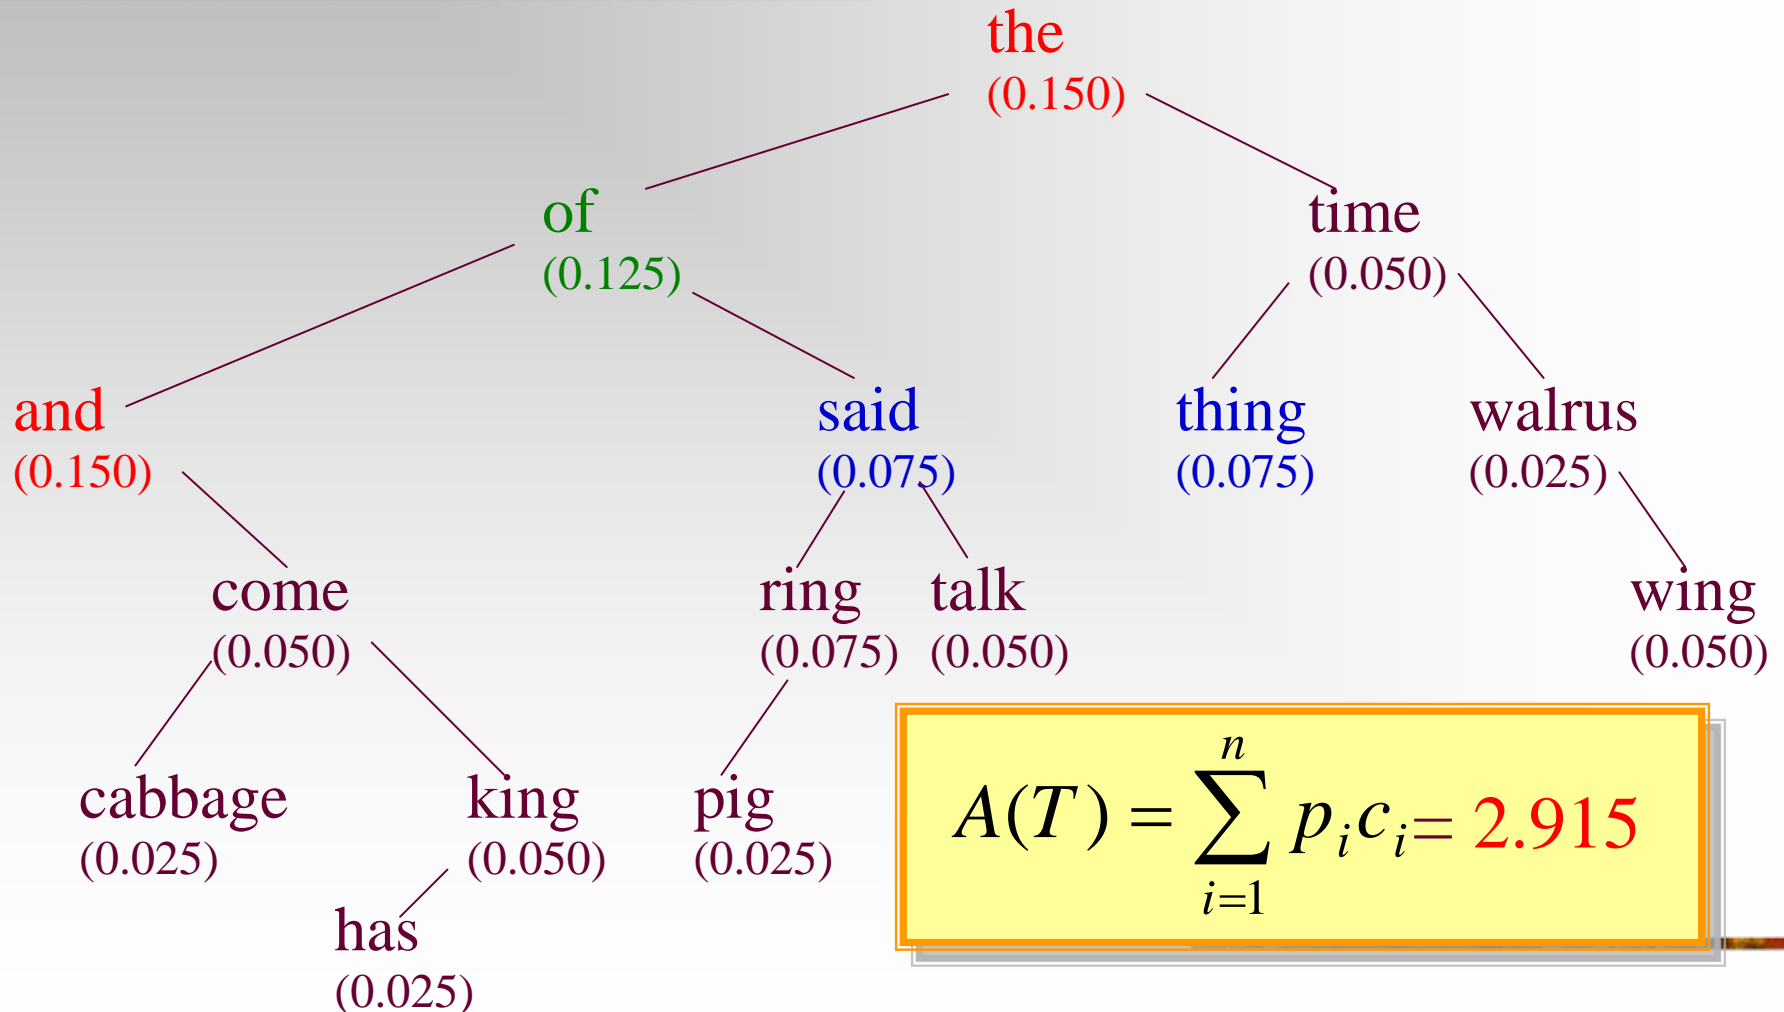 the
(0.150)
of
(0.125)
time
(0.050)
and
(0.150)
said
(0.075)
thing
(0.075)
walrus
(0.025)
come
(0.050)
ring
(0.075)
talk
(0.050)
wing
(0.050)
cabbage
(0.025)
king
(0.050)
pig
(0.025)
has
(0.025)
A(T) = \sum_{i=1}^{n} p_i c_i = 2.915